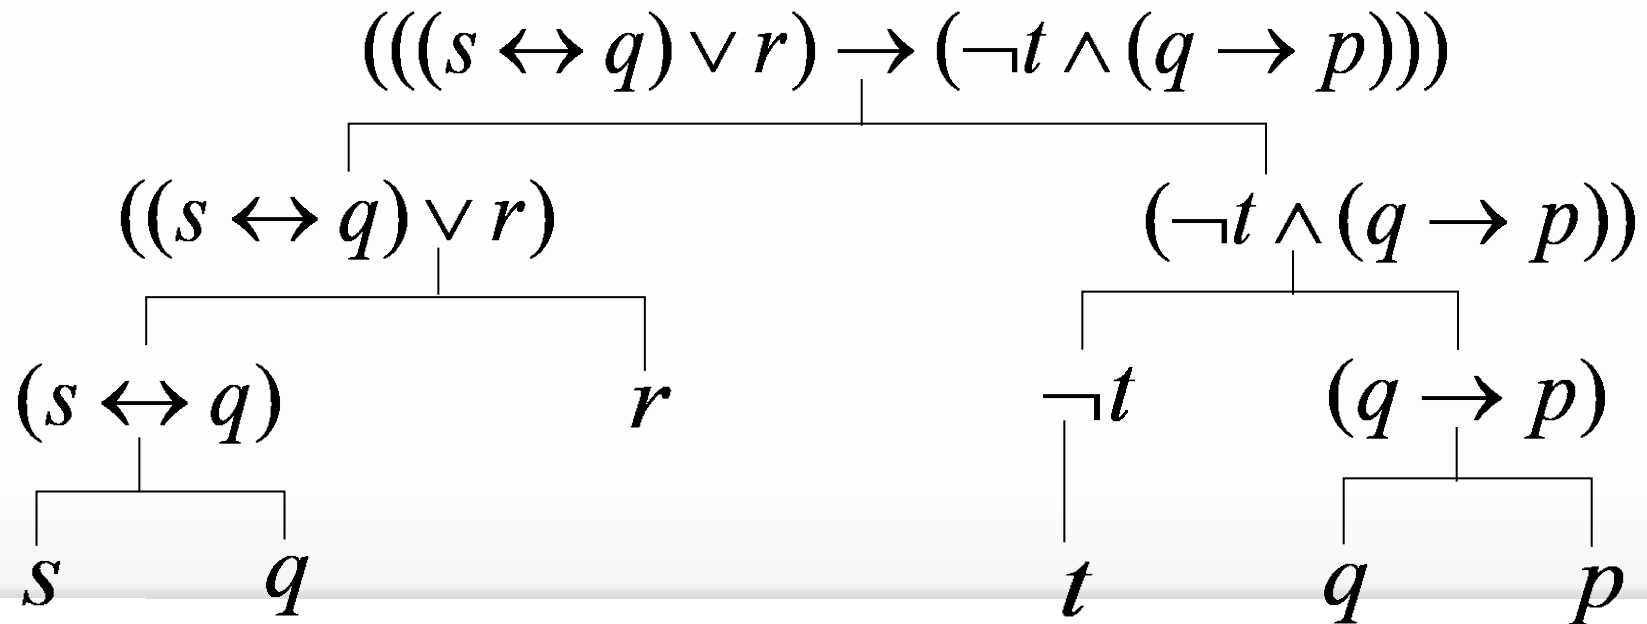 (((s ↔ q) ∨ r) → (¬t ∧ (q → p)))
((s ↔ q) ∨ r) (¬t ∧ (q → p))
(s ↔ q) r ¬t (q → p)
s q t q p